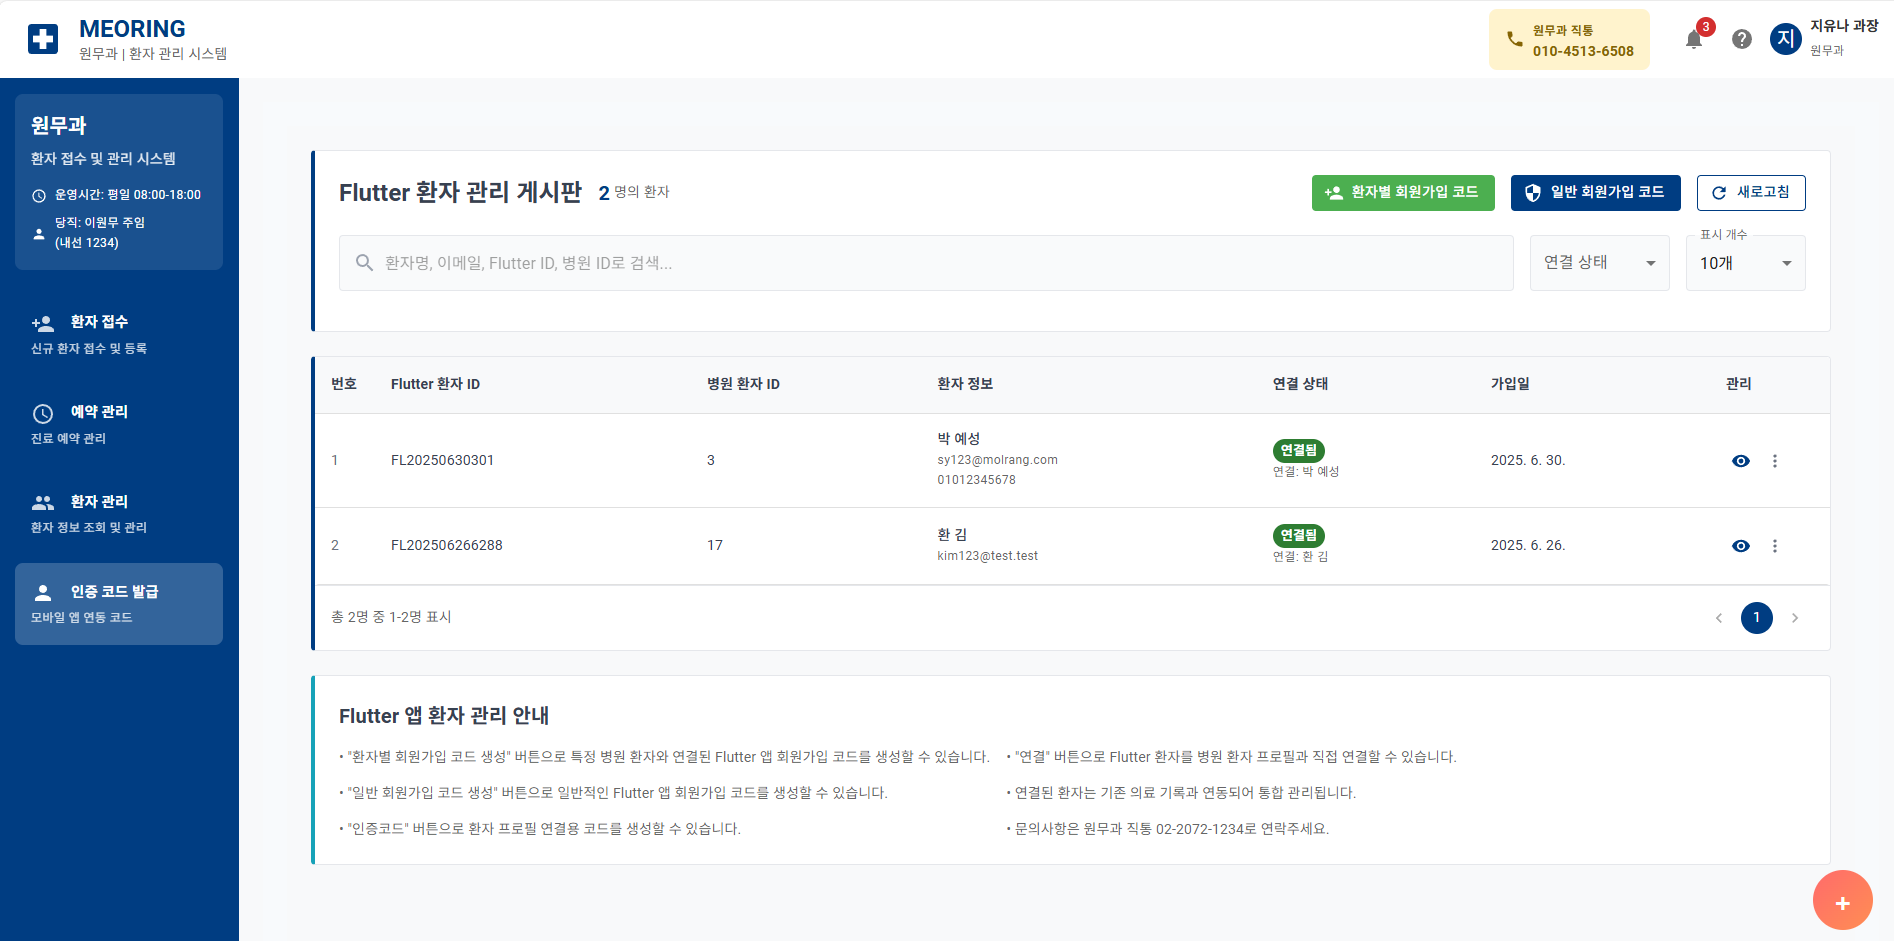 MEORING
원무과 | 환자 관리 시스템
원무과 직통
010-4513-6508
3
지
지유나 과장
원무과
원무과
환자 접수 및 관리 시스템
운영시간: 평일 08:00-18:00
당직: 이원무 주임
(내선 1234)
환자 접수
신규 환자 접수 및 등록
예약 관리
진료 예약 관리
환자 관리
환자 정보 조회 및 관리
인증 코드 발급
모바일 앱 연동 코드
Flutter 환자 관리 게시판 2 명의 환자
환자별 회원가입 코드
일반 회원가입 코드
새로고침
환자명, 이메일, Flutter ID, 병원 ID로 검색...
연결 상태
표시 개수
10개
번호 Flutter 환자 ID 병원 환자 ID 환자 정보 연결 상태 가입일 관리
1 FL20250630301 3
박 예성
sy123@molrang.com
01012345678
연결됨
연결: 박 예성
2025. 6. 30.
2 FL202506266288 17
환 김
kim123@test.test
연결됨
연결: 환 김
2025. 6. 26.
총 2명 중 1-2명 표시
1
Flutter 앱 환자 관리 안내
• "환자별 회원가입 코드 생성" 버튼으로 특정 병원 환자와 연결된 Flutter 앱 회원가입 코드를 생성할 수 있습니다.
• "일반 회원가입 코드 생성" 버튼으로 일반적인 Flutter 앱 회원가입 코드를 생성할 수 있습니다.
• "인증코드" 버튼으로 환자 프로필 연결용 코드를 생성할 수 있습니다.
• "연결" 버튼으로 Flutter 환자를 병원 환자 프로필과 직접 연결할 수 있습니다.
• 연결된 환자는 기존 의료 기록과 연동되어 통합 관리됩니다.
• 문의사항은 원무과 직통 02-2072-1234로 연락주세요.
+